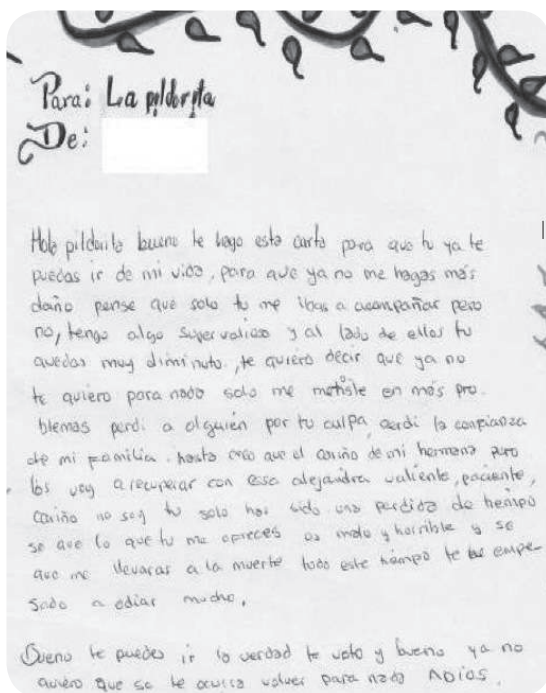 Para: La pildorita
De:
Hola pildorita bueno te hago esta carta para que tu ya te
puedas ir de mi vida, para que ya no me hagas más
daño pense que solo tu me ibas a acompañar pero
no, tengo algo super valioso y al lado de ellos tu
quedas muy diminuto., te quiero decir que ya no
te quiero para nada solo me metiste en más pro.
blemas perdi a alguién por tu culpa, perdi la confianza
de mi familia. hasta creo que el cariño de mi hermana pero
los voy a recuperar con esa alejandra valiente, paciente,
cariño no soy tu solo has sido una perdida de tiempo
se que lo que tu me ofreces es malo y horrible y se
que me llevaras a la muerte todo este tiempo te he empe-
sado a odiar mucho.
Bueno te puedes ir la verdad te voto y bueno ya no
quiero que se te ocurra volver para nada ADIOS.